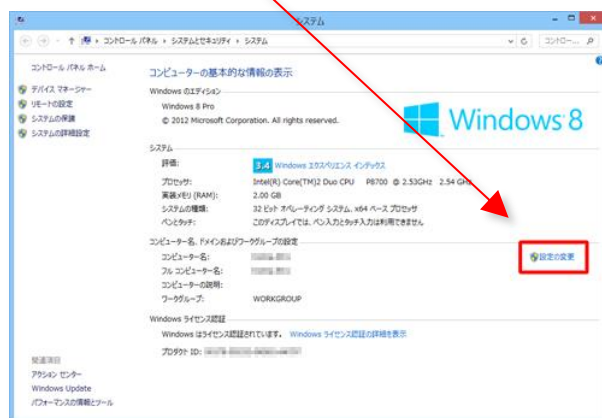 システム
コントロール パネル ▸ システムとセキュリティ ▸ システム
コントロー...
コントロール パネル ホーム
デバイス マネージャー
リモートの設定
システムの保護
システムの詳細設定
コンピューターの基本的な情報の表示
Windows のエディション
Windows 8 Pro
© 2012 Microsoft Corporation. All rights reserved.
Windows 8
システム
評価: 3.4 Windows エクスペリエンス インデックス
プロセッサ: Intel(R) Core(TM)2 Duo CPU P8700 @ 2.53GHz 2.54 GHz
実装メモリ (RAM): 2.00 GB
システムの種類: 32 ビット オペレーティング システム、x64 ベース プロセッサ
ペンとタッチ: このディスプレイでは、ペン入力とタッチ入力は利用できません
コンピューター名、ドメインおよびワークグループの設定
コンピューター名:
設定の変更
フル コンピューター名:
コンピューターの説明:
ワークグループ: WORKGROUP
Windows ライセンス認証
Windows はライセンス認証されています。 Windows ライセンス認証の詳細を表示
プロダクト ID:
関連項目
アクション センター
Windows Update
パフォーマンスの情報とツール